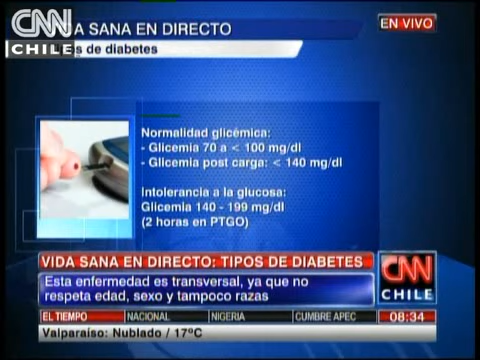 CNN
CHILE
DA SANA EN DIRECTO
s de diabetes
EN VIVO
Normalidad glicémica:
- Glicemia 70 a < 100 mg/dl
- Glicemia post carga: < 140 mg/dl
Intolerancia a la glucosa:
Glicemia 140 - 199 mg/dl
(2 horas en PTGO)
VIDA SANA EN DIRECTO: TIPOS DE DIABETES
Esta enfermedad es transversal, ya que no
respeta edad, sexo y tampoco razas
CNN
CHILE
EL TIEMPO NACIONAL NIGERIA CUMBRE APEC 08:34
Valparaíso: Nublado / 17ºC